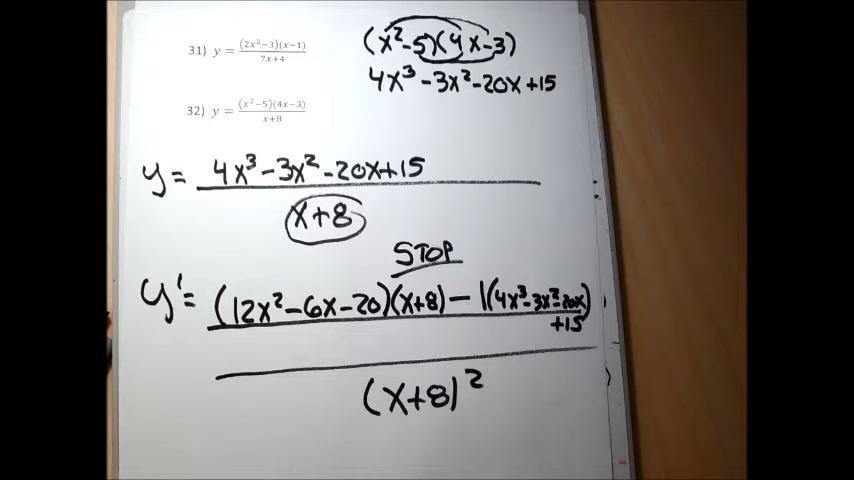 31) y = (2x²−3)(x−1) / 7x+4
(x²-5)(4x-3)
4x³-3x²-20x+15
32) y = (x²−5)(4x−3) / x+8
y = 4x³-3x²-20x+15 / x+8
STOP
y' = (12x²-6x-20)(x+8) - 1(4x³-3x²-20x +15) / (x+8)²